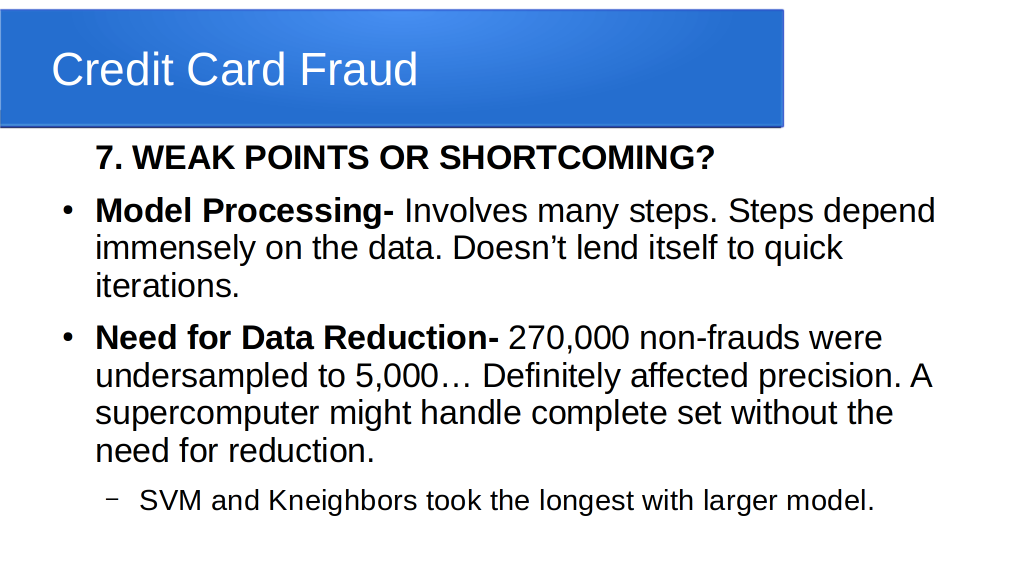 Credit Card Fraud
7. WEAK POINTS OR SHORTCOMING?
• Model Processing- Involves many steps. Steps depend
immensely on the data. Doesn’t lend itself to quick
iterations.
• Need for Data Reduction- 270,000 non-frauds were
undersampled to 5,000… Definitely affected precision. A
supercomputer might handle complete set without the
need for reduction.
– SVM and Kneighbors took the longest with larger model.